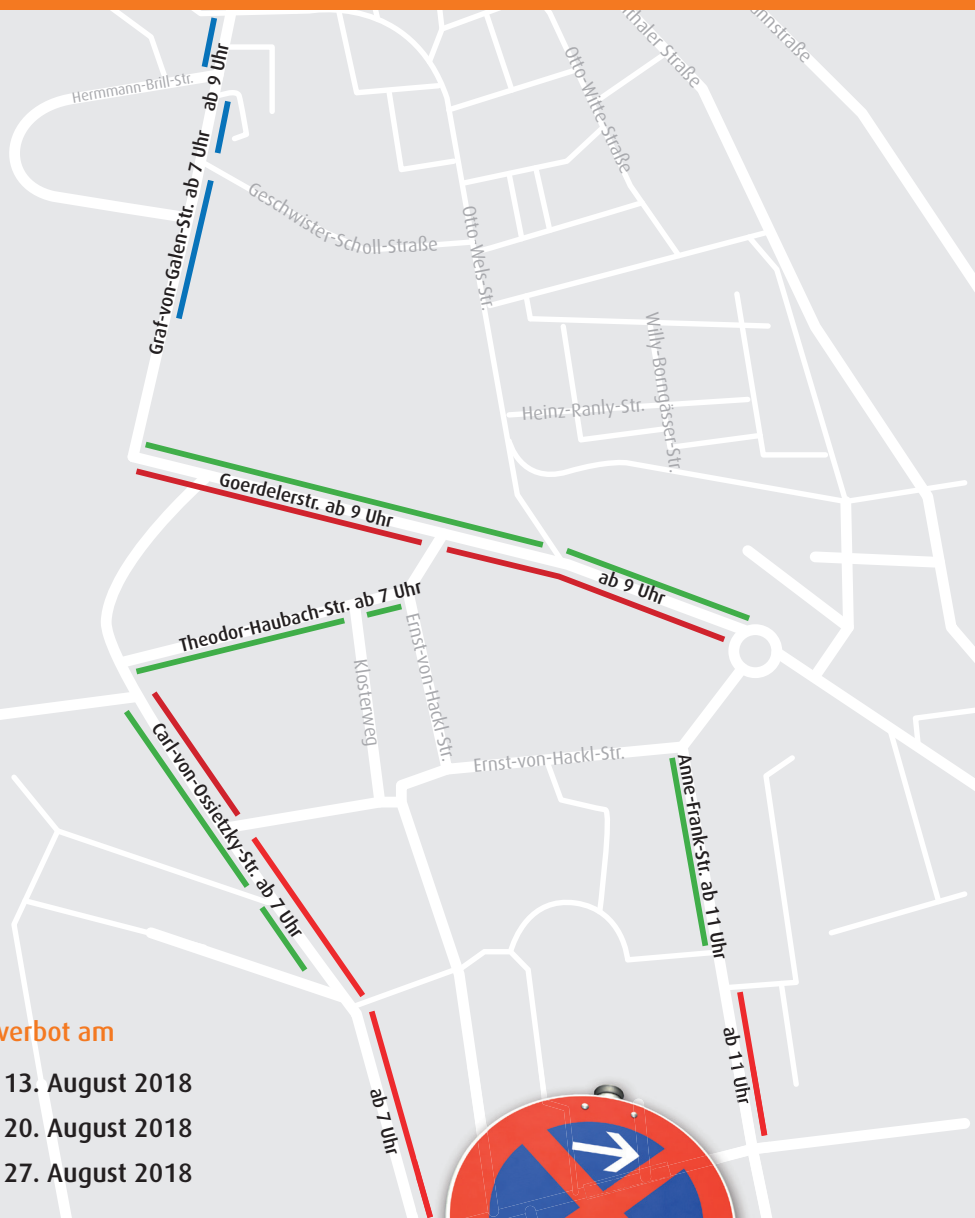 thaler Straße
Otto-Witte-Straße
Hermmann-Brill-Str.
ab 9 Uhr
Graf-von-Galen-Str. ab 7 Uhr
Geschwister-Scholl-Straße
Otto-Wels-Str.
Willy-Borngässer-Str.
Heinz-Ranly-Str.
Goerdelerstr. ab 9 Uhr
ab 9 Uhr
Theodor-Haubach-Str. ab 7 Uhr
Ernst-von-Hackl-Str.
Klosterweg
Carl-von-Ossietzky-Str. ab 7 Uhr
Ernst-von-Hackl-Str.
Anne-Frank-Str. ab 11 Uhr
ab 11 Uhr
ab 7 Uhr
verbot am
13. August 2018
20. August 2018
27. August 2018